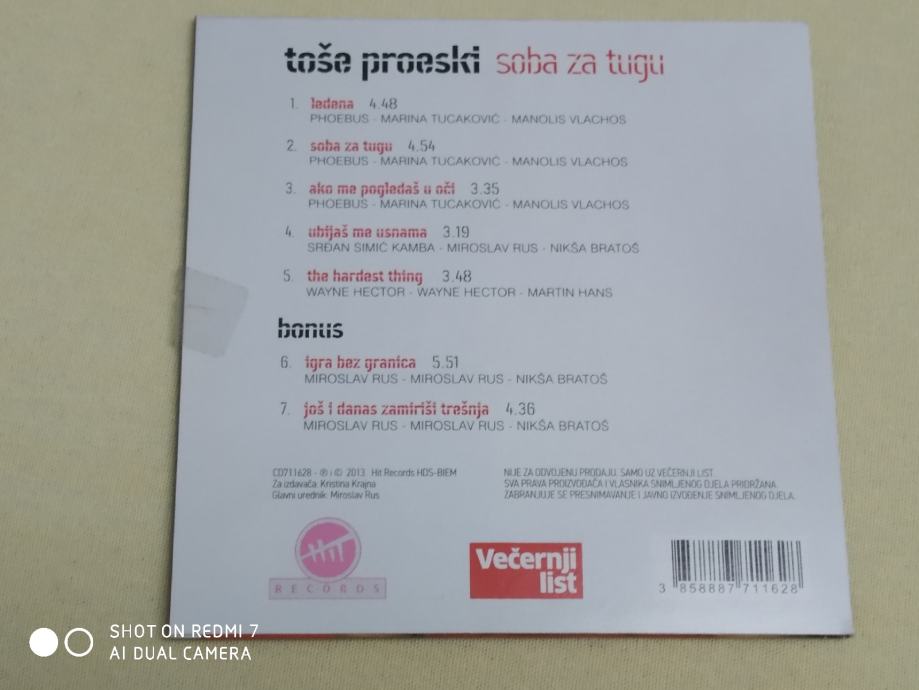 toše proeski soba za tugu
1. ledena 4.48
PHOEBUS - MARINA TUCAKOVIĆ - MANOLIS VLACHOS
2. soba za tugu 4.54
PHOEBUS - MARINA TUCAKOVIĆ - MANOLIS VLACHOS
3. ako me pogledaš u oči 3.35
PHOEBUS - MARINA TUCAKOVIĆ - MANOLIS VLACHOS
4. ubijaš me usnama 3.19
SRĐAN SIMIĆ KAMBA - MIROSLAV RUS - NIKŠA BRATOŠ
5. the hardest thing 3.48
WAYNE HECTOR - WAYNE HECTOR - MARTIN HANS
bonus
6. igra bez granica 5.51
MIROSLAV RUS - MIROSLAV RUS - NIKŠA BRATOŠ
7. još i danas zamiriši trešnja 4.36
MIROSLAV RUS - MIROSLAV RUS - NIKŠA BRATOŠ
CD711628 - ℗ i © 2013 Hit Records HDS-BIEM
Za izdavača: Kristina Krajna
Glavni urednik: Miroslav Rus
NIJE ZA ODVOJENU PRODAJU. SAMO UZ VEČERNJI LIST.
SVA PRAVA PROIZVOĐAČA I VLASNIKA SNIMLJENOG DJELA PRIDRŽANA.
ZABRANJUJE SE PRESNIMAVANJE I JAVNO IZVOĐENJE SNIMLJENOG DJELA.
HIT
RECORDS
Večernji
list
3 858887 711628
SHOT ON REDMI 7
AI DUAL CAMERA